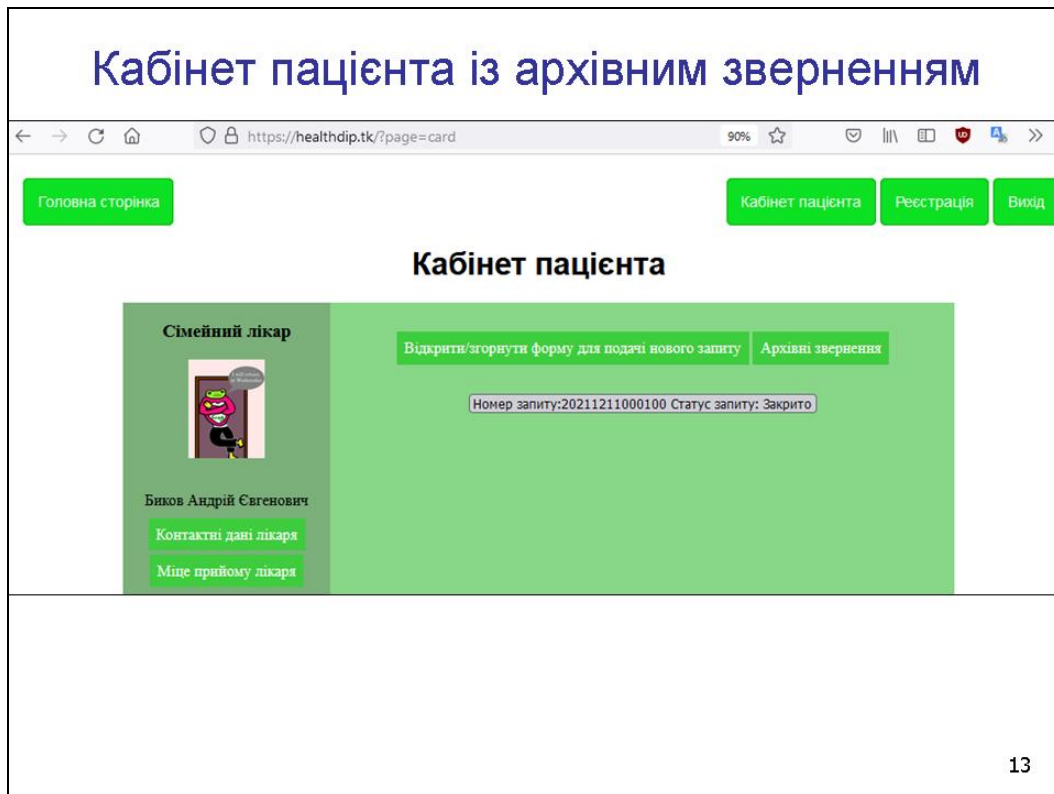 Кабінет пацієнта із архівним зверненням
https://healthdip.tk/?page=card
90%
Головна сторінка
Кабінет пацієнта
Реєстрація
Вихід
Кабінет пацієнта
Сімейний лікар
Відкрити/згорнути форму для подачі нового запиту
Архівні звернення
Номер запиту:20211211000100 Статус запиту: Закрито
Биков Андрій Євгенович
Контактні дані лікаря
Міце прийому лікаря
13